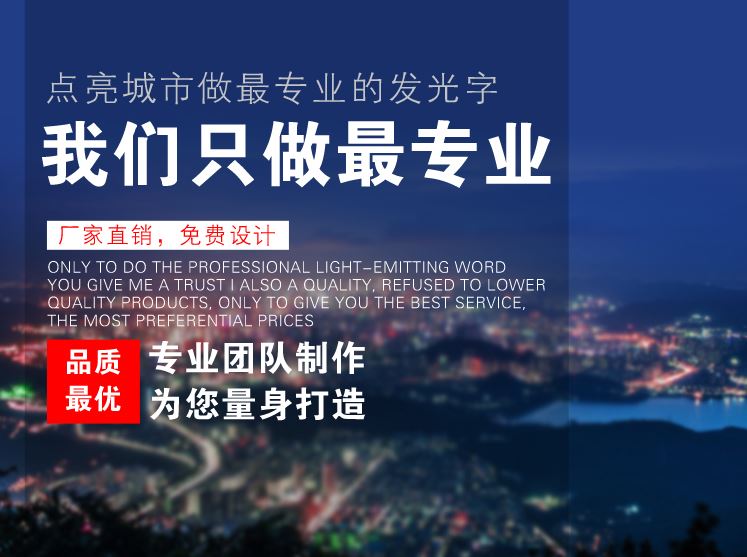 点亮城市做最专业的发光字
我们只做最专业
厂家直销，免费设计
ONLY TO DO THE PROFESSIONAL LIGHT-EMITTING WORD
YOU GIVE ME A TRUST I ALSO A QUALITY, REFUSED TO LOWER
QUALITY PRODUCTS, ONLY TO GIVE YOU THE BEST SERVICE,
THE MOST PREFERENTIAL PRICES
品质
最优
专业团队制作
为您量身打造